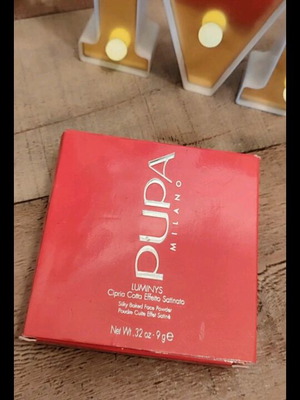 PUPA
MILANO
LUMINYS
Cipria Cotta Effetto Satinato
Silky Baked Face Powder
Poudre Cuite Effet Satiné
Net Wt. .32 oz • 9 g ℮